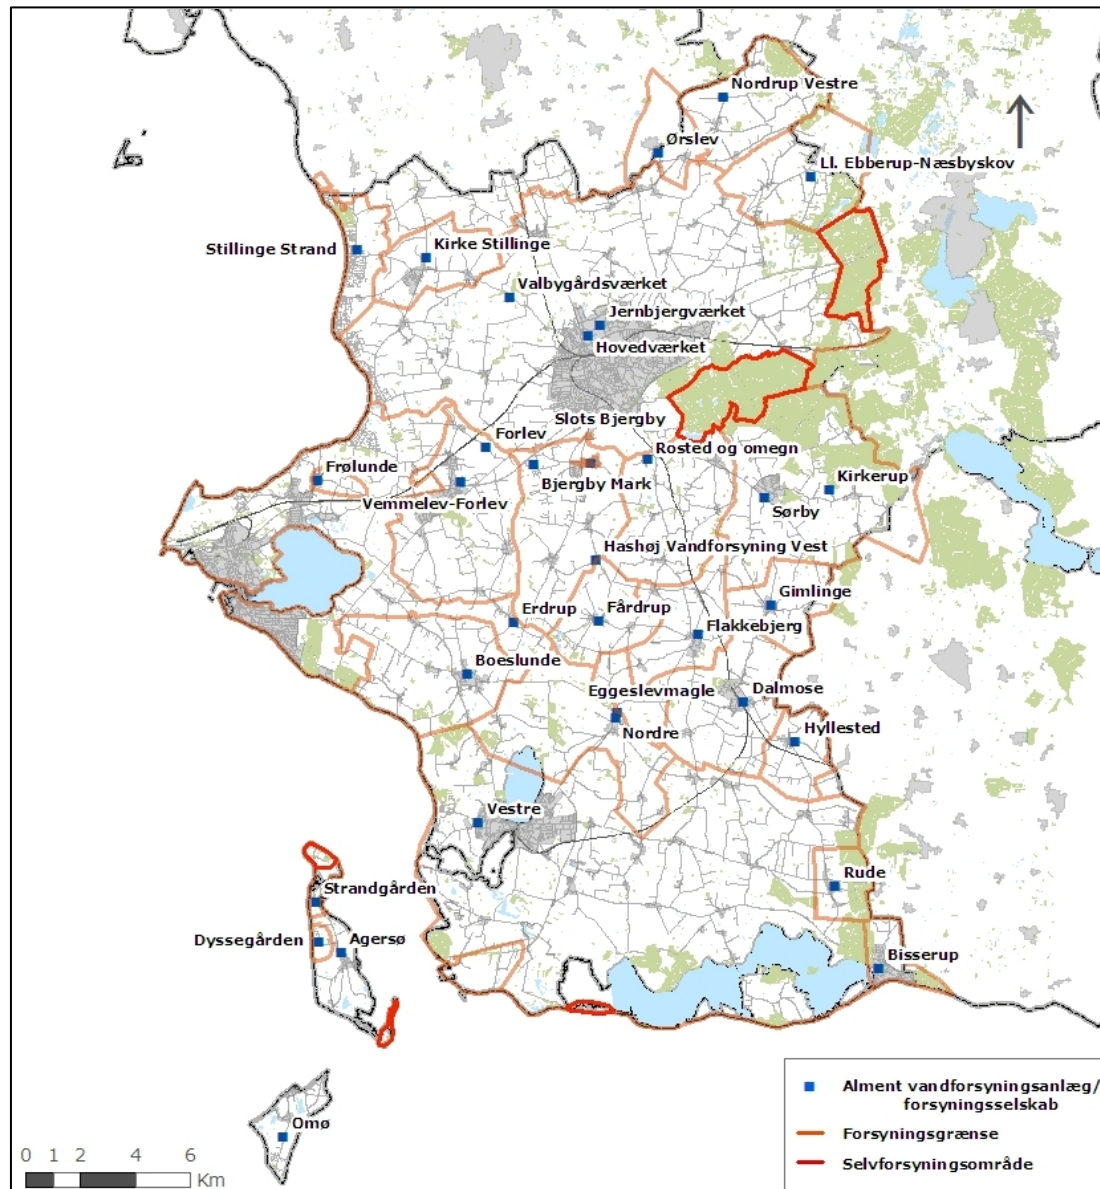 Nordrup Vestre
Ørslev
Ll. Ebberup-Næsbyskov
Stillinge Strand
Kirke Stillinge
Valbygårdsværket
Jernbjergværket
Hovedværket
Slots Bjergby
Forlev
Rosted og omegn
Frølunde
Bjergby Mark
Kirkerup
Vemmelev-Forlev
Sørby
Hashøj Vandforsyning Vest
Gimlinge
Erdrup
Fårdrup
Flakkebjerg
Boeslunde
Eggeslevmagle
Dalmose
Nordre
Hyllested
Vestre
Rude
Strandgården
Dyssegården
Agersø
Bisserup
Omø
Alment vandforsyningsanlæg/
forsyningsselskab
Forsyningsgrænse
Selvforsyningsområde
0 1 2 4 6
Km